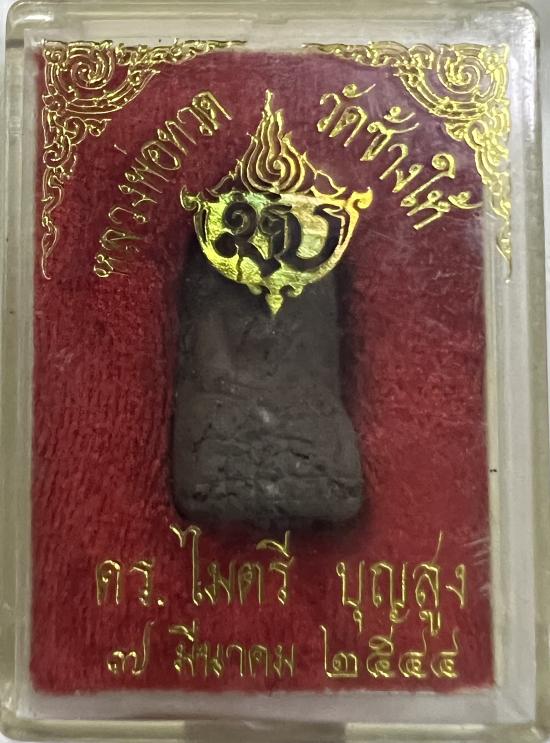 หลวงพ่อทวด วัดช้างให้
ดร. ไมตรี บุญสูง
๗ มีนาคม ๒๕๔๔